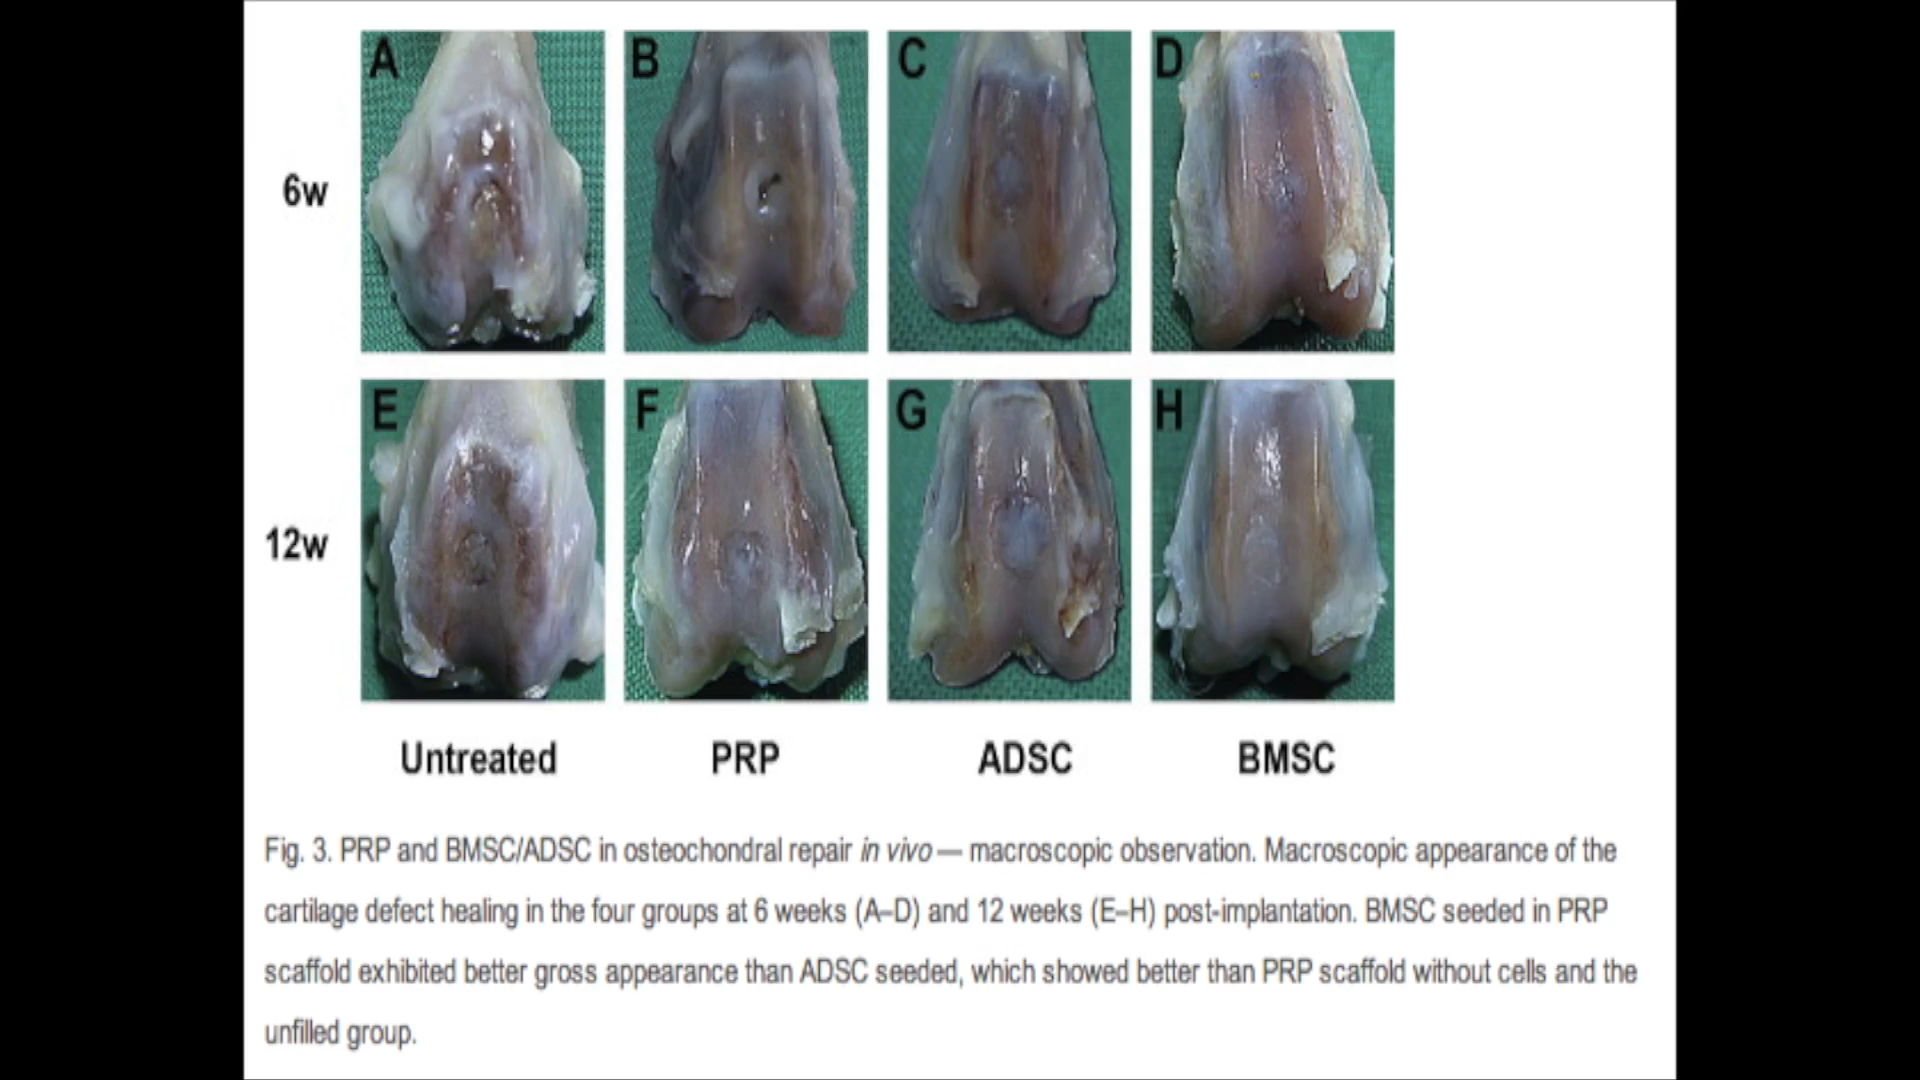 A B C D
6w
E F G H
12w
Untreated PRP ADSC BMSC
Fig. 3. PRP and BMSC/ADSC in osteochondral repair in vivo — macroscopic observation. Macroscopic appearance of the
cartilage defect healing in the four groups at 6 weeks (A–D) and 12 weeks (E–H) post-implantation. BMSC seeded in PRP
scaffold exhibited better gross appearance than ADSC seeded, which showed better than PRP scaffold without cells and the
unfilled group.